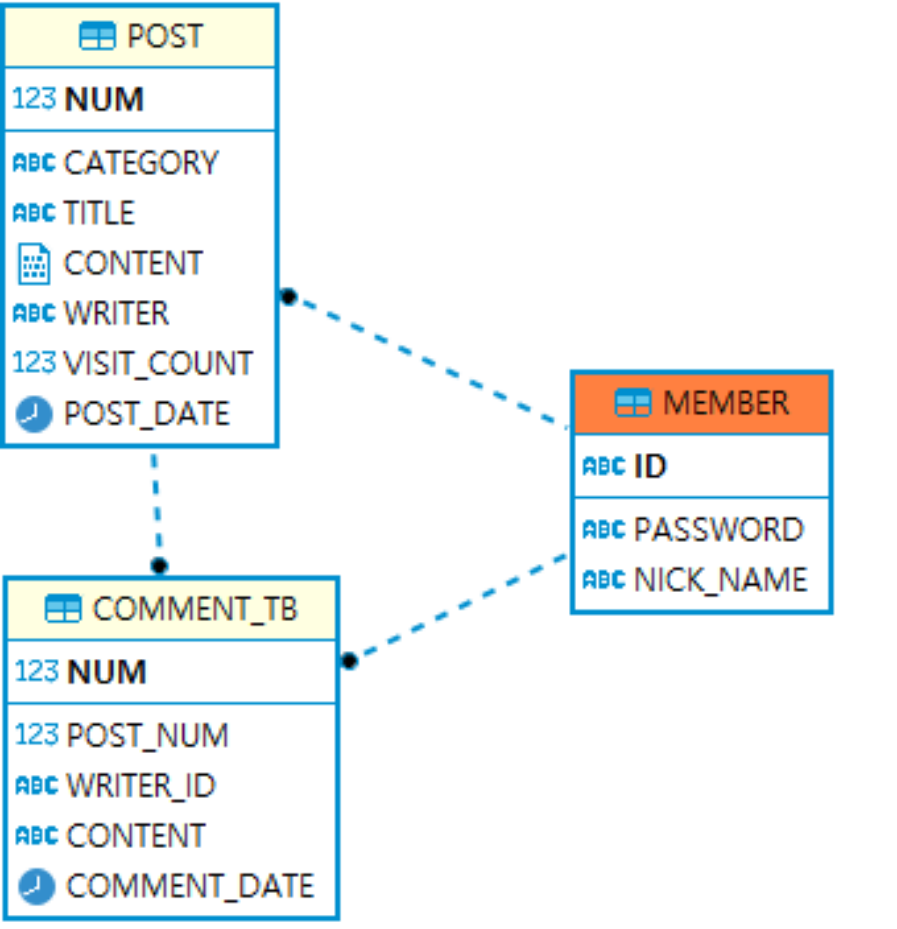 POST
123 NUM
ABC CATEGORY
ABC TITLE
CONTENT
ABC WRITER
123 VISIT_COUNT
POST_DATE
MEMBER
ABC ID
ABC PASSWORD
ABC NICK_NAME
COMMENT_TB
123 NUM
123 POST_NUM
ABC WRITER_ID
ABC CONTENT
COMMENT_DATE